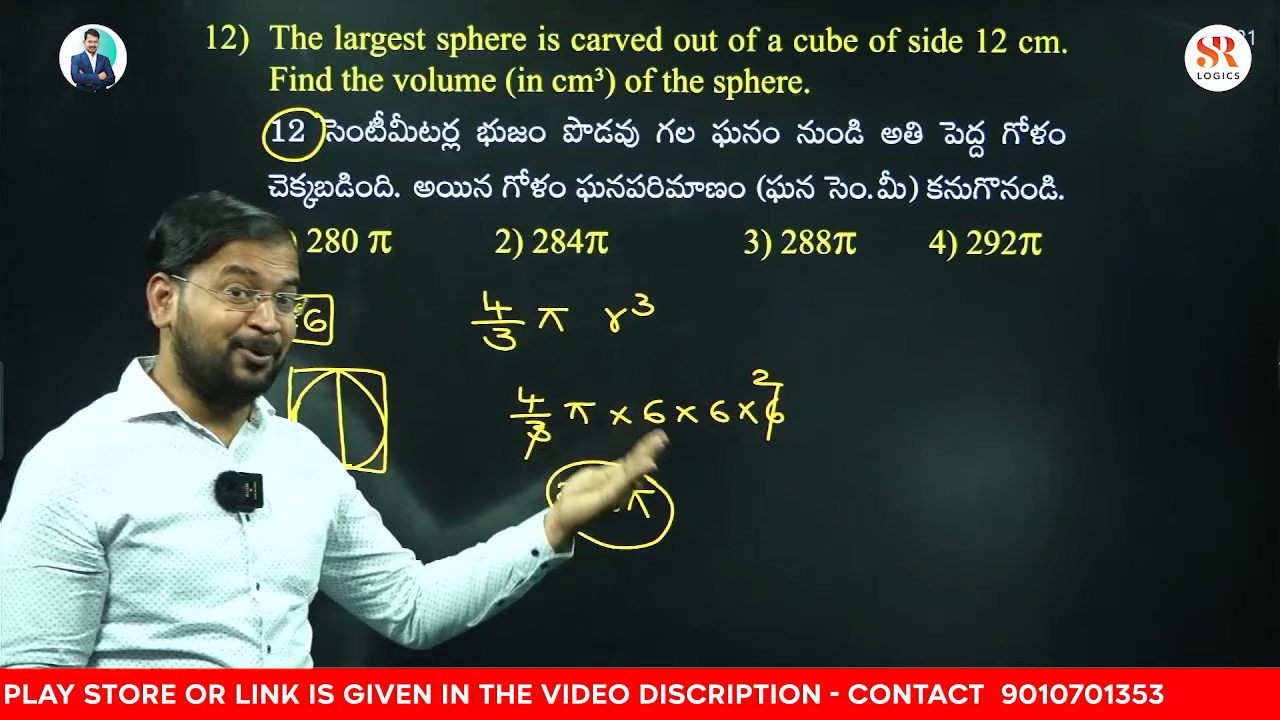 12) The largest sphere is carved out of a cube of side 12 cm.
Find the volume (in cm³) of the sphere.
12 సెంటీమీటర్ల భుజం పొడవు గల ఘనం నుండి అతి పెద్ద గోళం
చెక్కబడింది. అయిన గోళం ఘనపరిమాణం (ఘన సెం.మీ) కనుగొనండి.
280 π 2) 284π 3) 288π 4) 292π
6
4/3 π r³
4/3 π × 6 × 6 × 6 2
π
SR
LOGICS
PLAY STORE OR LINK IS GIVEN IN THE VIDEO DISCRIPTION - CONTACT 9010701353